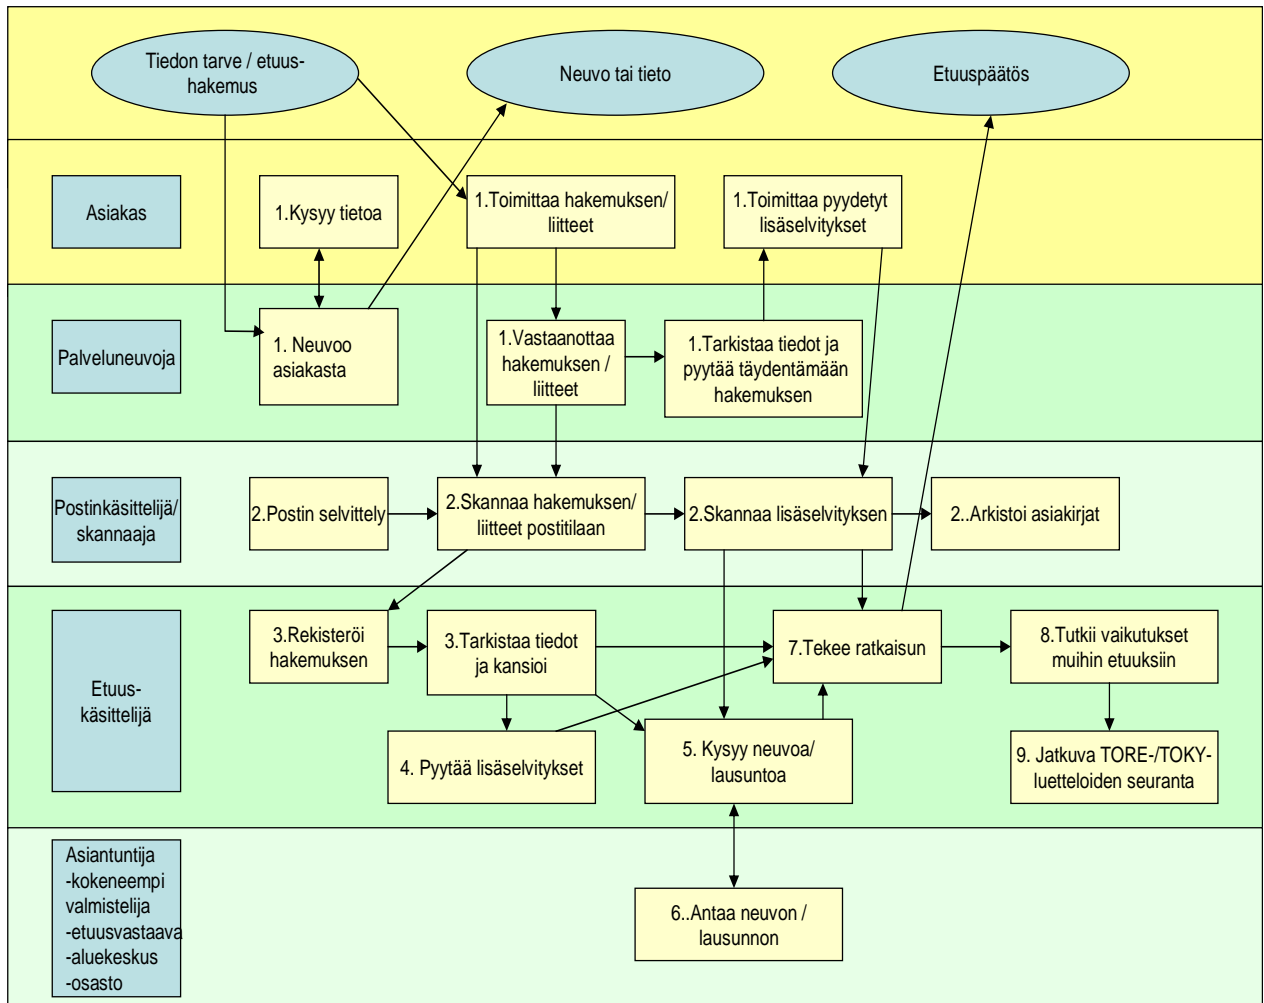 Tiedon tarve / etuus-
hakemus
Neuvo tai tieto
Etuuspäätös
Asiakas
1.Kysyy tietoa
1.Toimittaa hakemuksen/
liitteet
1.Toimittaa pyydetyt
lisäselvitykset
Palveluneuvoja
1. Neuvoo
asiakasta
1.Vastaanottaa
hakemuksen /
liitteet
1.Tarkistaa tiedot ja
pyytää täydentämään
hakemuksen
Postinkäsittelijä/
skannaaja
2.Postin selvittely
2.Skannaa hakemuksen/
liitteet postitilaan
2.Skannaa lisäselvityksen
2..Arkistoi asiakirjat
Etuus-
käsittelijä
3.Rekisteröi
hakemuksen
3.Tarkistaa tiedot
ja kansioi
7.Tekee ratkaisun
8.Tutkii vaikutukset
muihin etuuksiin
4. Pyytää lisäselvitykset
5. Kysyy neuvoa/
lausuntoa
9. Jatkuva TORE-/TOKY-
luetteloiden seuranta
Asiantuntija
-kokeneempi
valmistelija
-etuusvastaava
-aluekeskus
-osasto
6..Antaa neuvon /
lausunnon